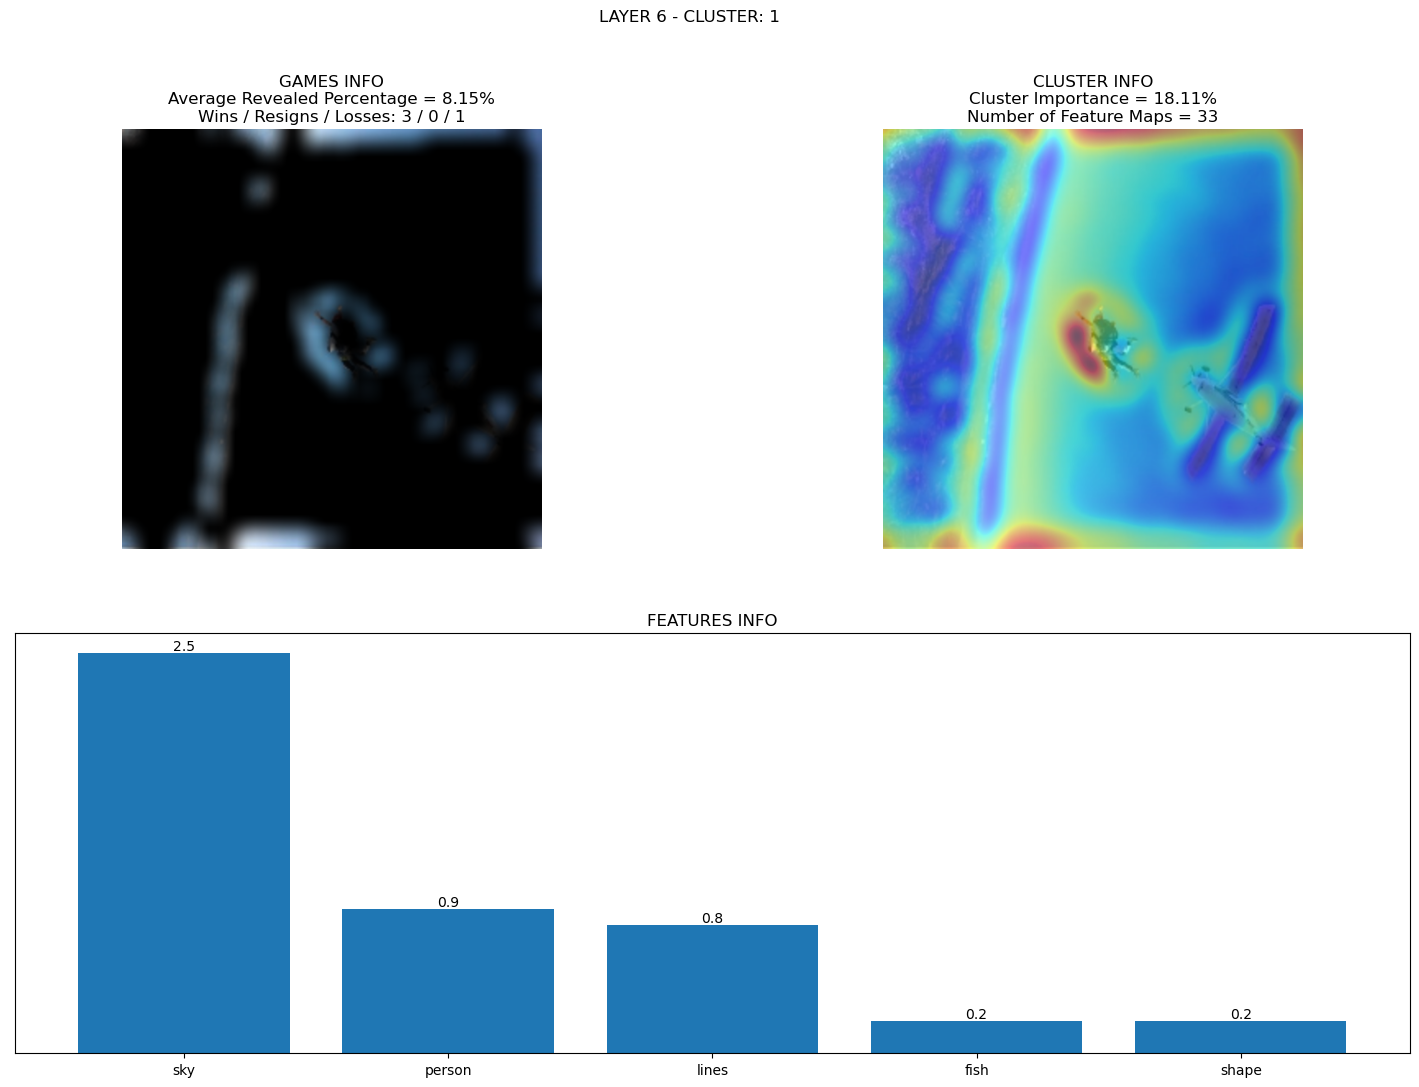 LAYER 6 - CLUSTER: 1
GAMES INFO
Average Revealed Percentage = 8.15%
Wins / Resigns / Losses: 3 / 0 / 1
CLUSTER INFO
Cluster Importance = 18.11%
Number of Feature Maps = 33
FEATURES INFO
2.5
0.9
0.8
0.2
0.2
sky
person
lines
fish
shape